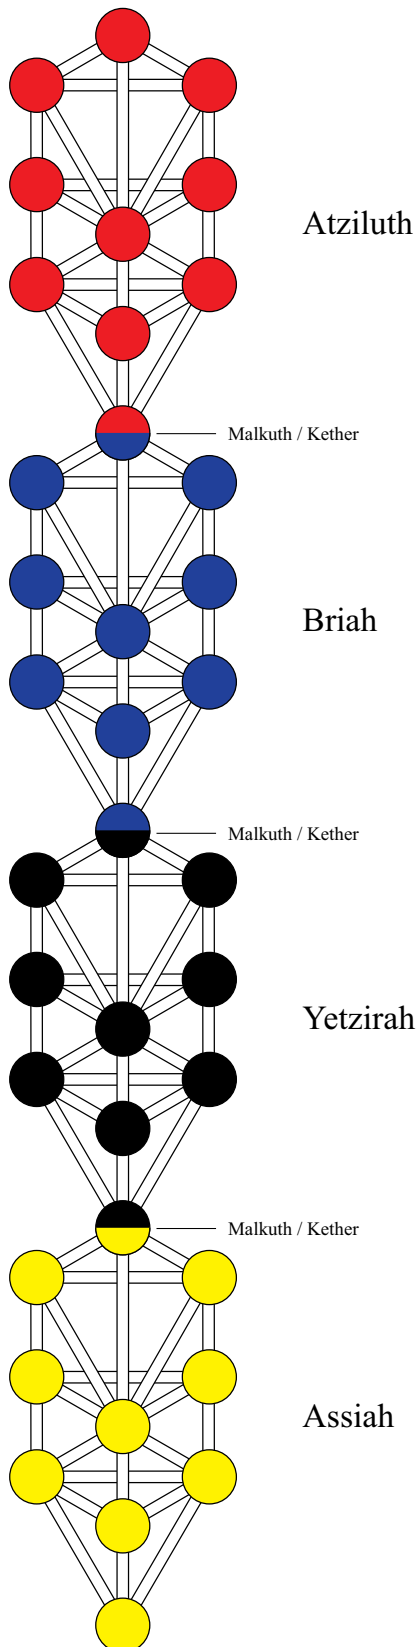 Atziluth
Malkuth / Kether
Briah
Malkuth / Kether
Yetzirah
Malkuth / Kether
Assiah